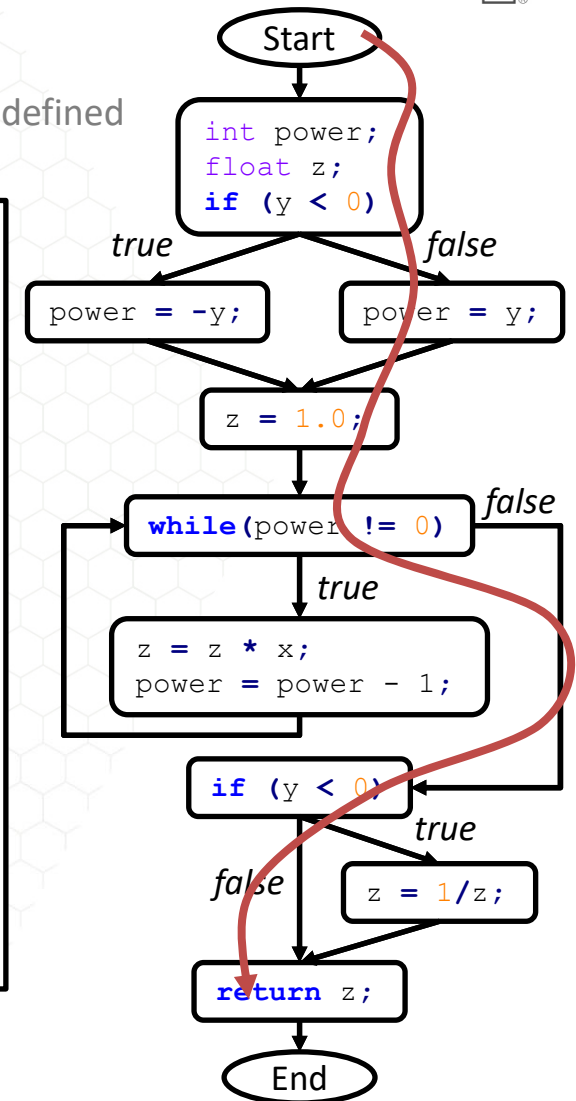 Start
defined
int power;
float z;
if (y < 0)
true
false
power = -y;
power = y;
z = 1.0;
while(power != 0)
false
true
z = z * x;
power = power - 1;
if (y < 0)
true
false
z = 1/z;
return z;
End